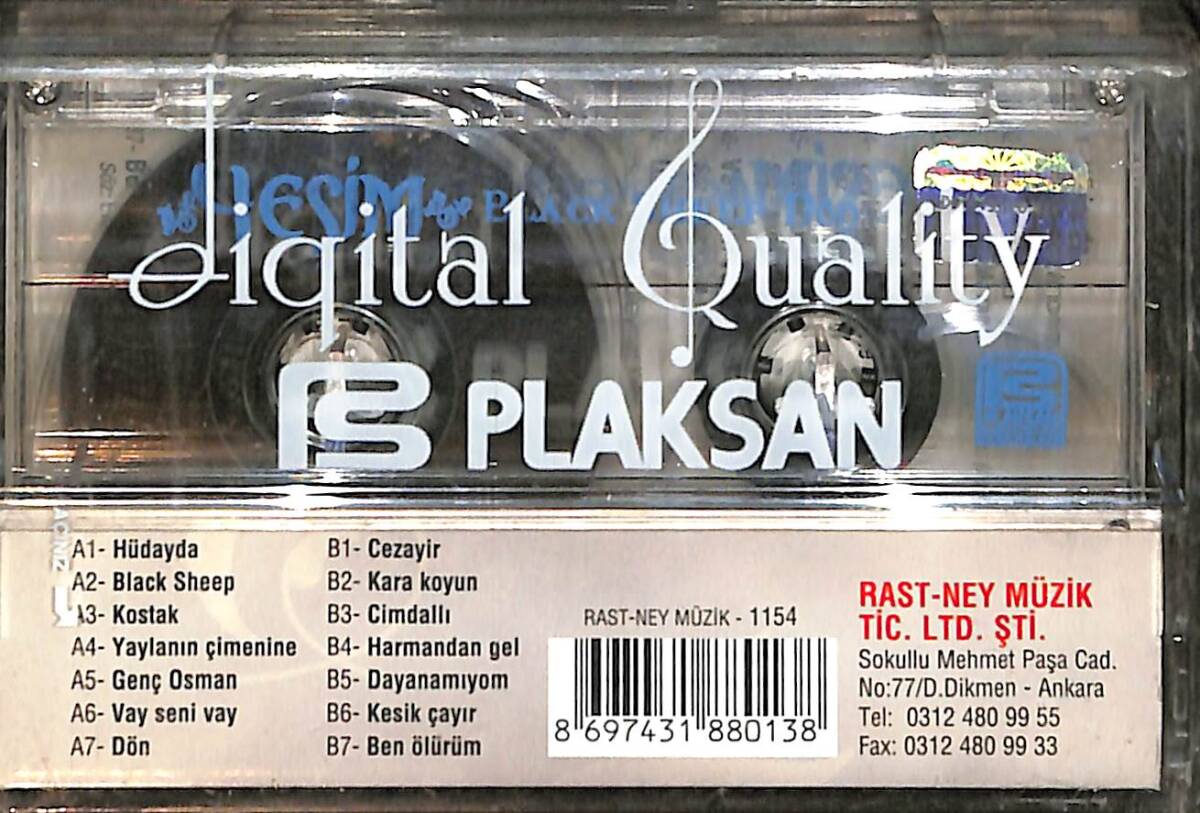 digital Quality
PLAKSAN
AÇINIZ
A1- Hüdayda
A2- Black Sheep
A3- Kostak
A4- Yaylanın çimenine
A5- Genç Osman
A6- Vay seni vay
A7- Dön
B1- Cezayir
B2- Kara koyun
B3- Cimdallı
B4- Harmandan gel
B5- Dayanamıyom
B6- Kesik çayır
B7- Ben ölürüm
RAST-NEY MÜZİK - 1154
8 697431 880138
RAST-NEY MÜZİK
TİC. LTD. ŞTİ.
Sokullu Mehmet Paşa Cad.
No:77/D.Dikmen - Ankara
Tel: 0312 480 99 55
Fax: 0312 480 99 33